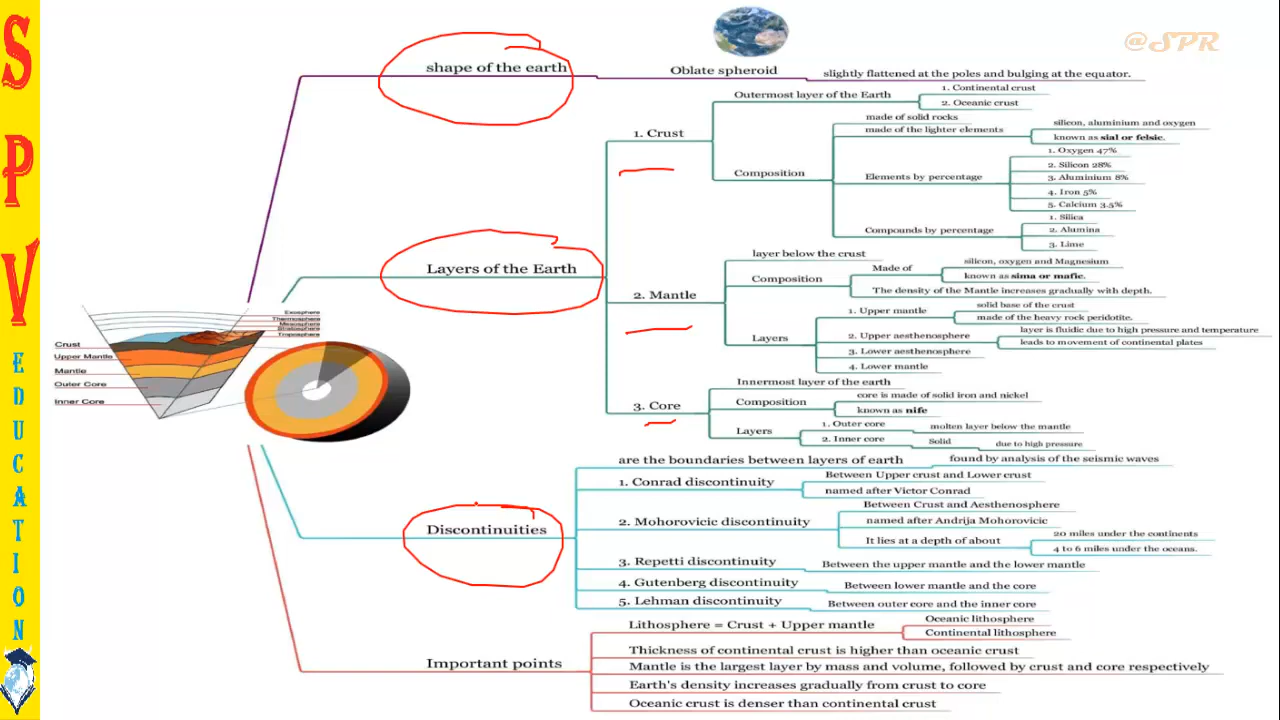 S
P
V
EDUCATION
@SPR
shape of the earth
Oblate spheroid
slightly flattened at the poles and bulging at the equator.
Layers of the Earth
1. Crust
Outermost layer of the Earth
1. Continental crust
2. Oceanic crust
Composition
made of solid rocks
made of the lighter elements
silicon, aluminium and oxygen
known as sial or felsic.
Elements by percentage
1. Oxygen 47%
2. Silicon 28%
3. Aluminium 8%
4. Iron 5%
5. Calcium 3.5%
Compounds by percentage
1. Silica
2. Alumina
3. Lime
2. Mantle
layer below the crust
Composition
Made of
silicon, oxygen and Magnesium
known as sima or mafic.
The density of the Mantle increases gradually with depth.
Layers
1. Upper mantle
solid base of the crust
made of the heavy rock peridotite.
2. Upper aesthenosphere
layer is fluidic due to high pressure and temperature
leads to movement of continental plates
3. Lower aesthenosphere
4. Lower mantle
3. Core
Innermost layer of the earth
Composition
core is made of solid iron and nickel
known as nife
Layers
1. Outer core
molten layer below the mantle
2. Inner core
Solid
due to high pressure
Exosphere
Thermosphere
Mesosphere
Stratosphere
Troposphere
Crust
Upper Mantle
Mantle
Outer Core
Inner Core
Discontinuities
are the boundaries between layers of earth
found by analysis of the seismic waves
1. Conrad discontinuity
Between Upper crust and Lower crust
named after Victor Conrad
2. Mohorovicic discontinuity
Between Crust and Aesthenosphere
named after Andrija Mohorovicic
It lies at a depth of about
20 miles under the continents
4 to 6 miles under the oceans.
3. Repetti discontinuity
Between the upper mantle and the lower mantle
4. Gutenberg discontinuity
Between lower mantle and the core
5. Lehman discontinuity
Between outer core and the inner core
Important points
Lithosphere = Crust + Upper mantle
Oceanic lithosphere
Continental lithosphere
Thickness of continental crust is higher than oceanic crust
Mantle is the largest layer by mass and volume, followed by crust and core respectively
Earth's density increases gradually from crust to core
Oceanic crust is denser than continental crust